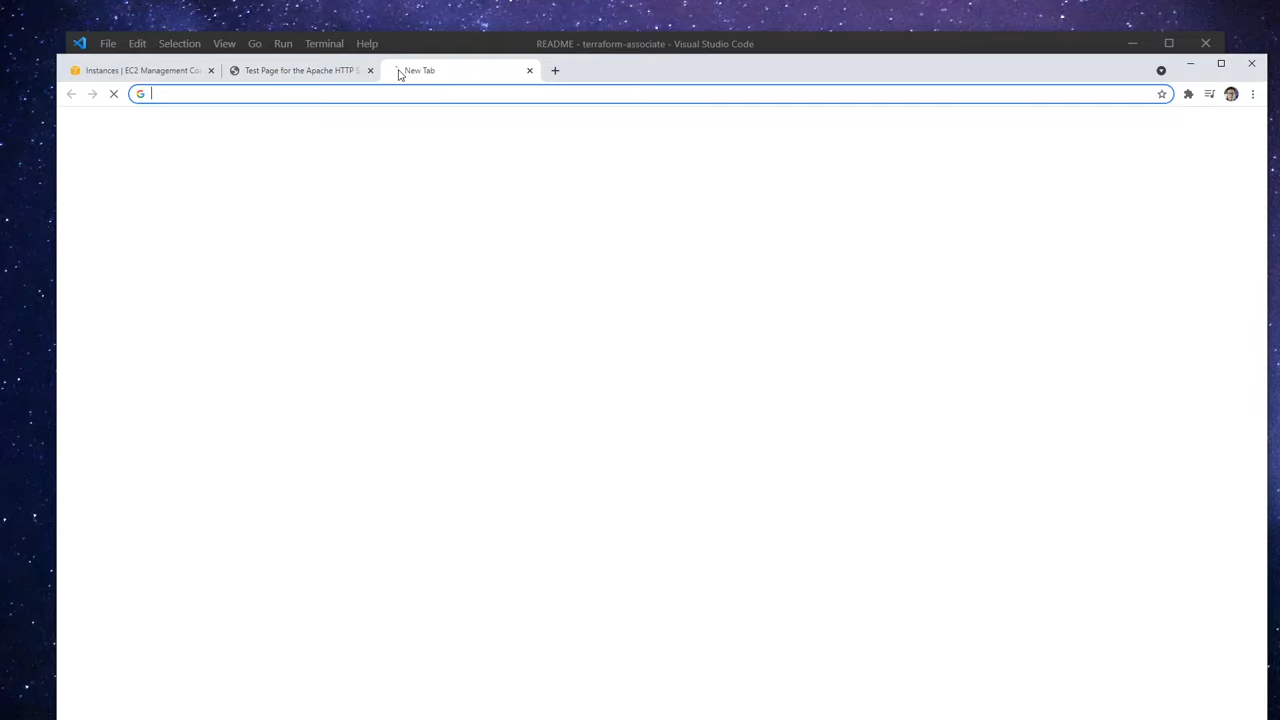 File Edit Selection View Go Run Terminal Help README - terraform-associate - Visual Studio Code
Instances | EC2 Management Co Test Page for the Apache HTTP S New Tab